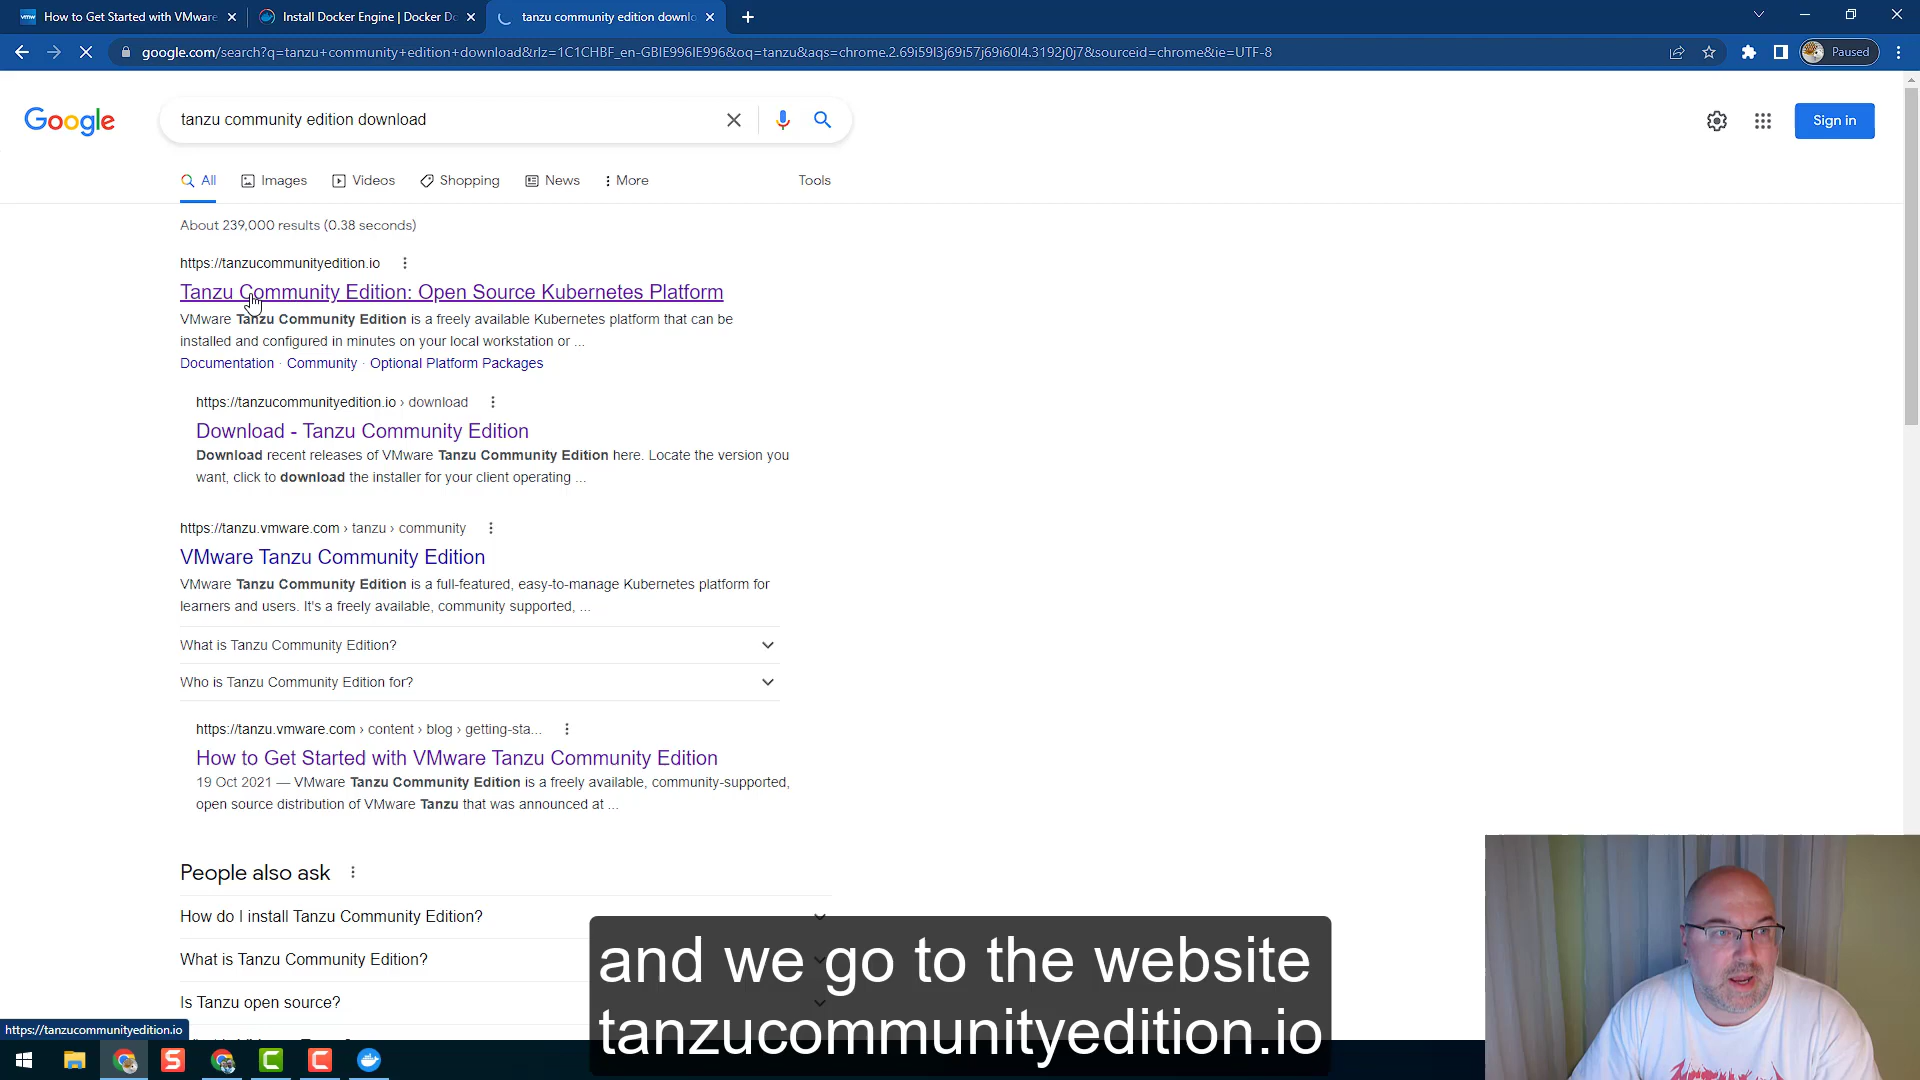 How to Get Started with VMwar
Install Docker Engine | Docker Do
tanzu community edition downl
google.com/search?q=tanzu+community+edition+download&rlz=1C1CHBF_en-GBIE996IE996&oq=tanzu&aqs=chrome.2.69i59l3j69i57j69i60l4.3192j0j7&sourceid=chrome&ie=UTF-8
Paused
Google
tanzu community edition download
Sign in
All
Images
Videos
Shopping
News
More
Tools
About 239,000 results (0.38 seconds)
https://tanzucommunityedition.io
Tanzu Community Edition: Open Source Kubernetes Platform
VMware Tanzu Community Edition is a freely available Kubernetes platform that can be
installed and configured in minutes on your local workstation or ...
Documentation · Community · Optional Platform Packages
https://tanzucommunityedition.io › download
Download - Tanzu Community Edition
Download recent releases of VMware Tanzu Community Edition here. Locate the version you
want, click to download the installer for your client operating ...
https://tanzu.vmware.com › tanzu › community
VMware Tanzu Community Edition
VMware Tanzu Community Edition is a full-featured, easy-to-manage Kubernetes platform for
learners and users. It's a freely available, community supported, ...
What is Tanzu Community Edition?
Who is Tanzu Community Edition for?
https://tanzu.vmware.com › content › blog › getting-sta...
How to Get Started with VMware Tanzu Community Edition
19 Oct 2021 — VMware Tanzu Community Edition is a freely available, community-supported,
open source distribution of VMware Tanzu that was announced at ...
People also ask
How do I install Tanzu Community Edition?
What is Tanzu Community Edition?
Is Tanzu open source?
https://tanzucommunityedition.io
and we go to the website
tanzucommunityedition.io